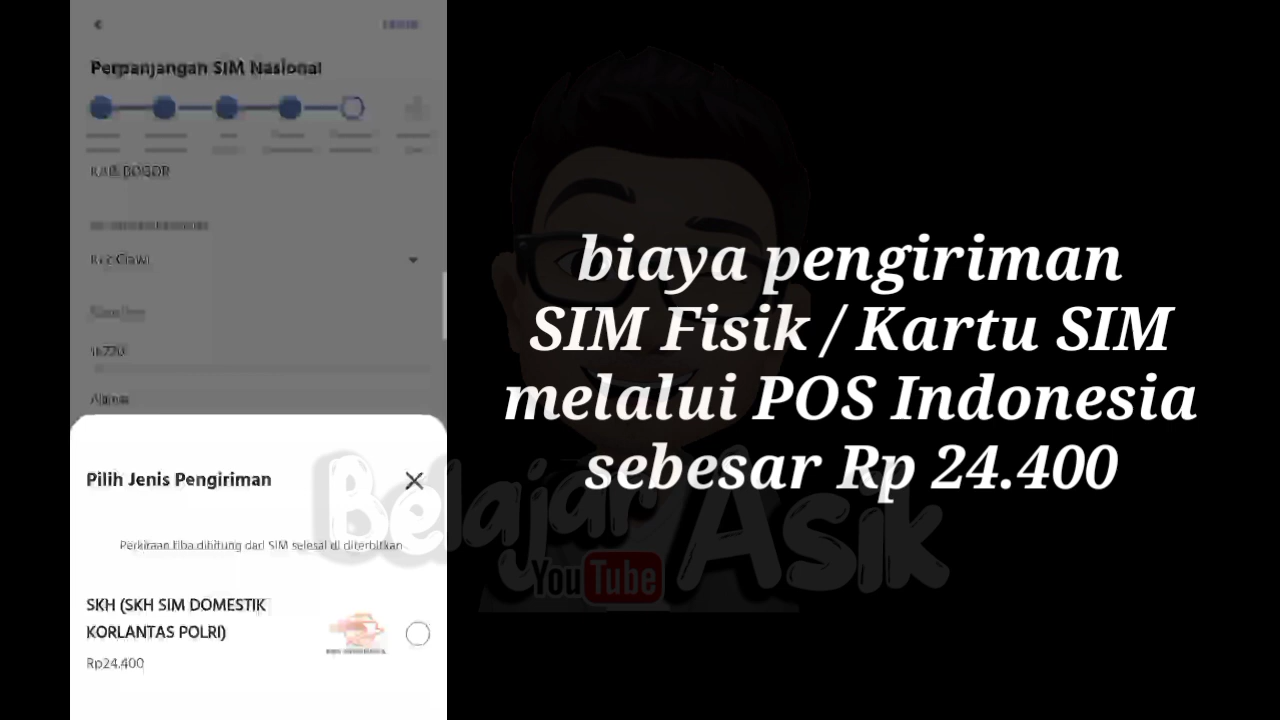 Perpanjangan SIM Nasional
KAB. BOGOR
Kec Ciawi
16720
Alamat
Pilih Jenis Pengiriman
Perkiraan tiba dihitung dari SIM selesai di diterbitkan
SKH (SKH SIM DOMESTIK
KORLANTAS POLRI)
Rp24.400
biaya pengiriman
SIM Fisik / Kartu SIM
melalui POS Indonesia
sebesar Rp 24.400
Belajar Asik
YouTube